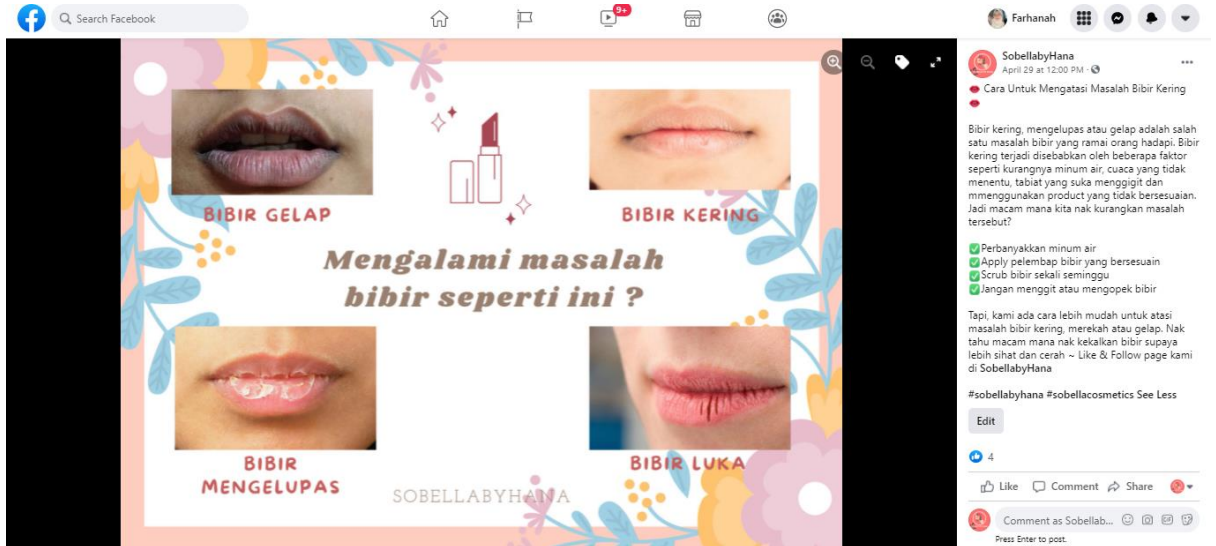 Search Facebook
9+
Farhanah
BIBIR GELAP
BIBIR KERING
Mengalami masalah
bibir seperti ini ?
BIBIR
MENGELUPAS
BIBIR LUKA
SOBELLABYHANA
SobellabyHana
April 29 at 12:00 PM ·
Cara Untuk Mengatasi Masalah Bibir Kering
Bibir kering, mengelupas atau gelap adalah salah
satu masalah bibir yang ramai orang hadapi. Bibir
kering terjadi disebabkan oleh beberapa faktor
seperti kurangnya minum air, cuaca yang tidak
menentu, tabiat yang suka menggigit dan
mmenggunakan product yang tidak bersesuaian.
Jadi macam mana kita nak kurangkan masalah
tersebut?
Perbanyakkan minum air
Apply pelembap bibir yang bersesuain
Scrub bibir sekali seminggu
Jangan menggit atau mengopek bibir
Tapi, kami ada cara lebih mudah untuk atasi
masalah bibir kering, merekah atau gelap. Nak
tahu macam mana nak kekalkan bibir supaya
lebih sihat dan cerah ~ Like & Follow page kami
di SobellabyHana
#sobellabyhana #sobellacosmetics See Less
Edit
4
Like Comment Share
Comment as Sobellab...
Press Enter to post.